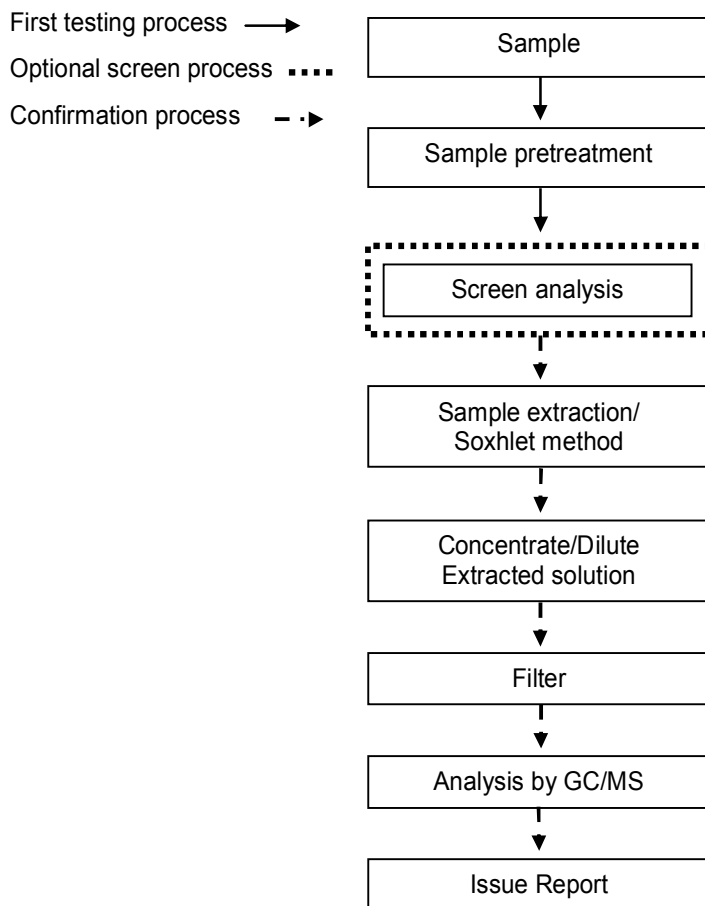 First testing process
Optional screen process
Confirmation process
Sample
Sample pretreatment
Screen analysis
Sample extraction/
Soxhlet method
Concentrate/Dilute
Extracted solution
Filter
Analysis by GC/MS
Issue Report